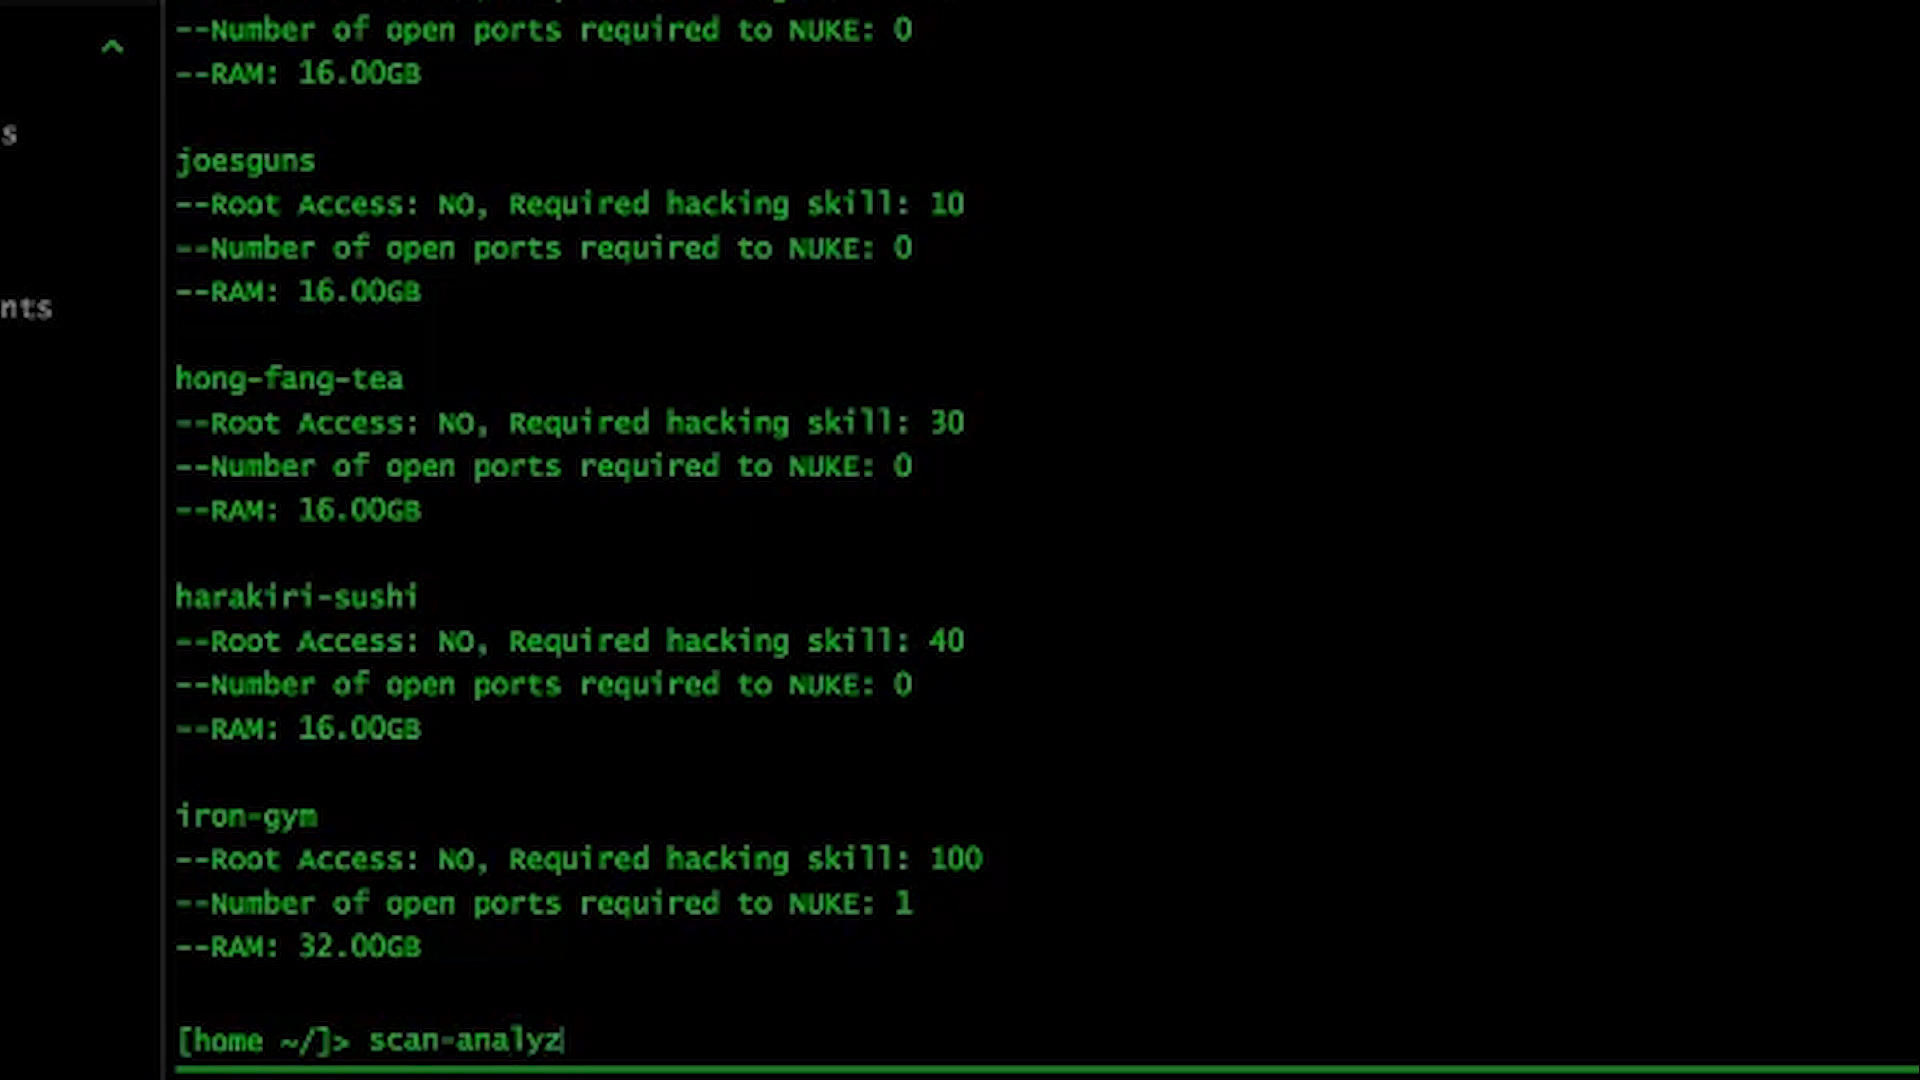 --Number of open ports required to NUKE: 0
--RAM: 16.00GB
s
joesguns
--Root Access: NO, Required hacking skill: 10
--Number of open ports required to NUKE: 0
--RAM: 16.00GB
nts
hong-fang-tea
--Root Access: NO, Required hacking skill: 30
--Number of open ports required to NUKE: 0
--RAM: 16.00GB
harakiri-sushi
--Root Access: NO, Required hacking skill: 40
--Number of open ports required to NUKE: 0
--RAM: 16.00GB
iron-gym
--Root Access: NO, Required hacking skill: 100
--Number of open ports required to NUKE: 1
--RAM: 32.00GB
[home ~/]> scan-analyz